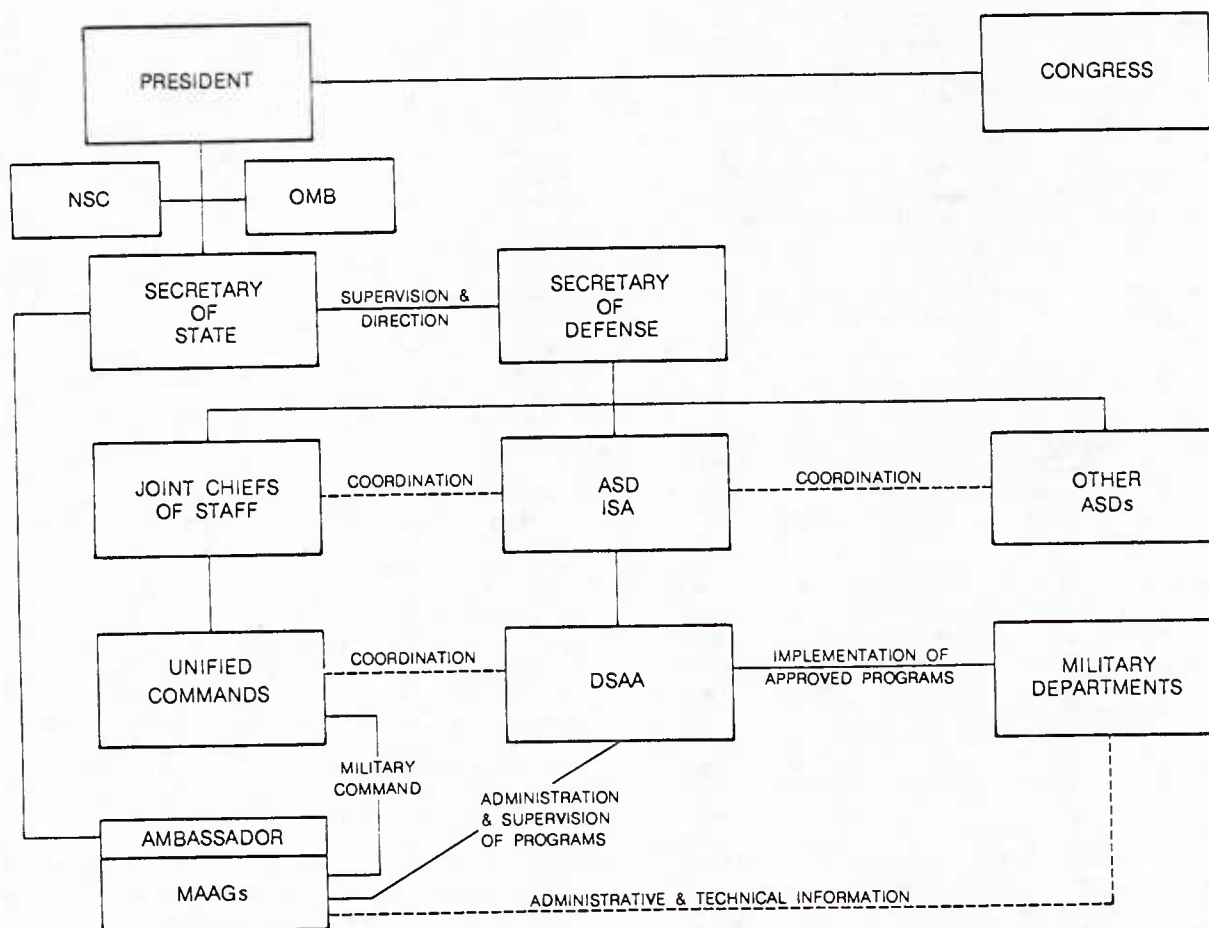 PRESIDENT
CONGRESS
NSC
OMB
SECRETARY
OF
STATE
SUPERVISION &
DIRECTION
SECRETARY
OF
DEFENSE
JOINT CHIEFS
OF STAFF
COORDINATION
ASD
ISA
COORDINATION
OTHER
ASDs
UNIFIED
COMMANDS
COORDINATION
DSAA
IMPLEMENTATION OF
APPROVED PROGRAMS
MILITARY
DEPARTMENTS
MILITARY
COMMAND
ADMINISTRATION
& SUPERVISION
OF PROGRAMS
AMBASSADOR
MAAGs
ADMINISTRATIVE & TECHNICAL INFORMATION